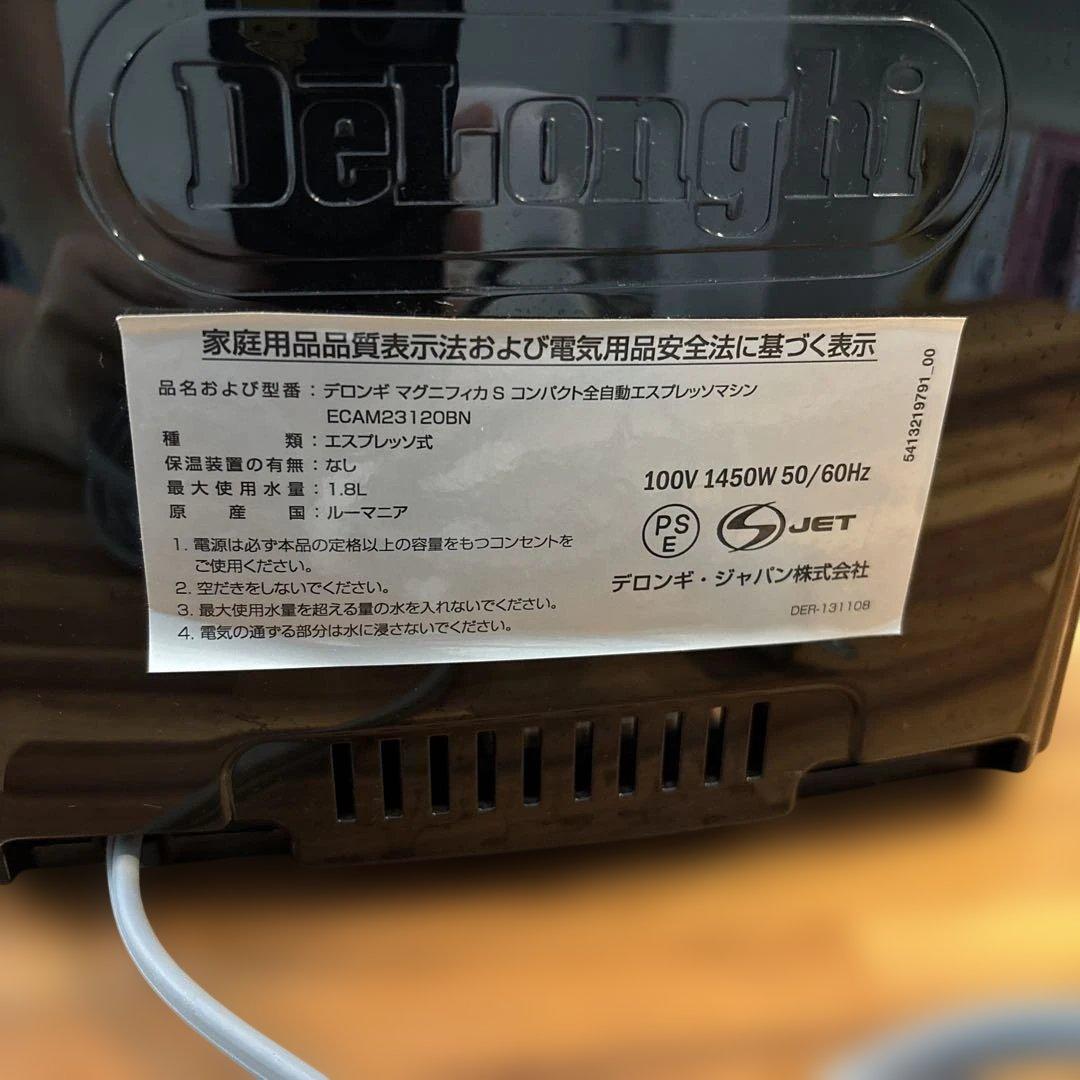 DeLonghi
家庭用品品質表示法および電気用品安全法に基づく表示
品名および型番：デロンギ マグニフィカ S コンパクト全自動エスプレッソマシン
ECAM23120BN
種類：エスプレッソ式
保温装置の有無：なし
最大使用水量：1.8L
原産国：ルーマニア
1. 電源は必ず本品の定格以上の容量をもつコンセントを
ご使用ください。
2. 空だきをしないでください。
3. 最大使用水量を超える量の水を入れないでください。
4. 電気の通ずる部分は水に浸さないでください。
5413219791_00
100V 1450W 50/60Hz
PS
E
JET
デロンギ・ジャパン株式会社
DER-131108